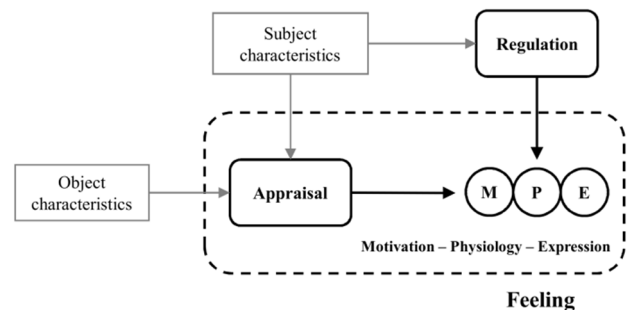 Subject
characteristics
Regulation
Object
characteristics
Appraisal
M P E
Motivation – Physiology – Expression
Feeling